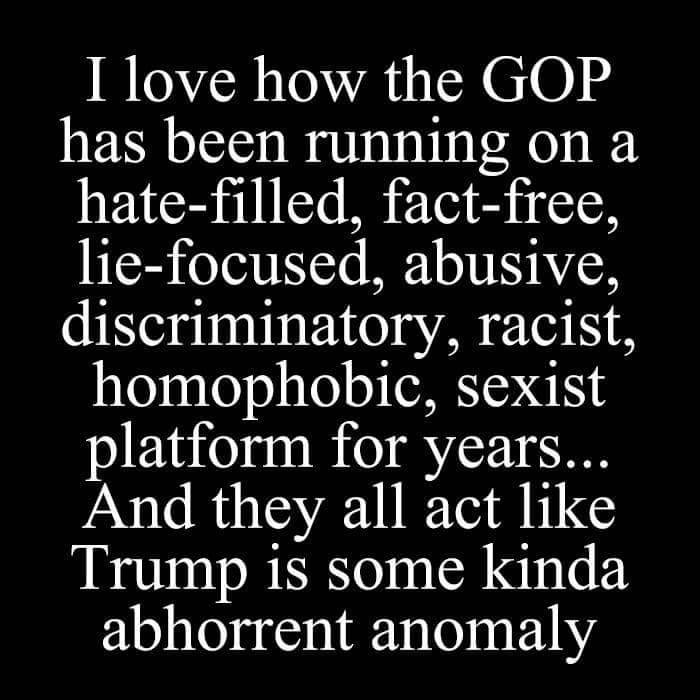 I love how the GOP
has been running on a
hate-filled, fact-free,
lie-focused, abusive,
discriminatory, racist,
homophobic, sexist
platform for years...
And they all act like
Trump is some kinda
abhorrent anomaly